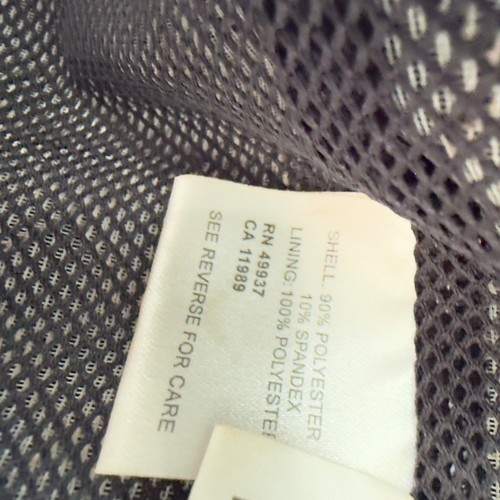 SHELL: 90% POLYESTER
10% SPANDEX
LINING: 100% POLYESTER
RN 49937
CA 11989
SEE REVERSE FOR CARE